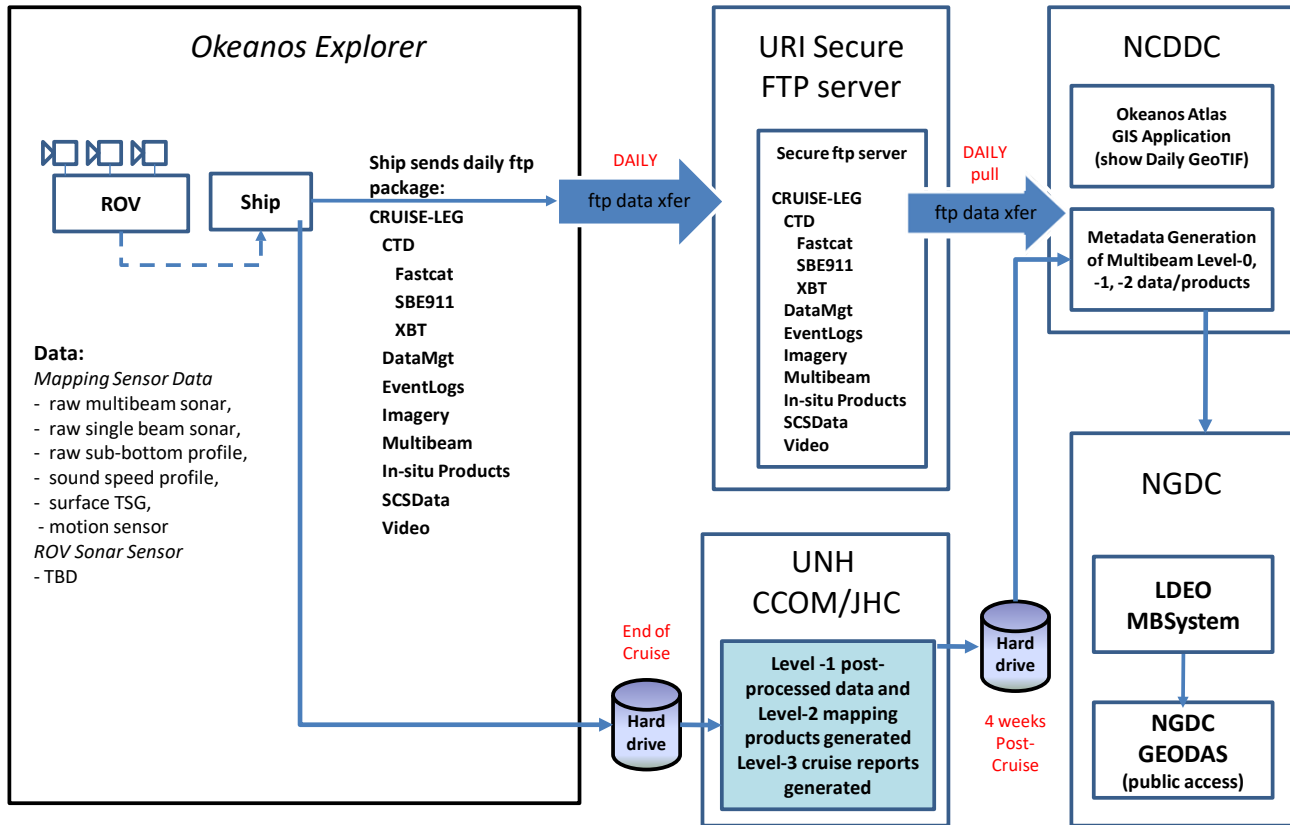 Okeanos Explorer
ROV
Ship
Ship sends daily ftp
package:
CRUISE-LEG
CTD
Fastcat
SBE911
XBT
DataMgt
EventLogs
Imagery
Multibeam
In-situ Products
SCSData
Video
Data:
Mapping Sensor Data
- raw multibeam sonar,
- raw single beam sonar,
- raw sub-bottom profile,
- sound speed profile,
- surface TSG,
- motion sensor
ROV Sonar Sensor
- TBD
DAILY
ftp data xfer
URI Secure
FTP server
Secure ftp server
CRUISE-LEG
CTD
Fastcat
SBE911
XBT
DataMgt
EventLogs
Imagery
Multibeam
In-situ Products
SCSData
Video
DAILY
pull
ftp data xfer
NCDDC
Okeanos Atlas
GIS Application
(show Daily GeoTIF)
Metadata Generation
of Multibeam Level-0,
-1, -2 data/products
End of
Cruise
Hard
drive
UNH
CCOM/JHC
Level -1 post-
processed data and
Level-2 mapping
products generated
Level-3 cruise reports
generated
Hard
drive
4 weeks
Post-
Cruise
NGDC
LDEO
MBSystem
NGDC
GEODAS
(public access)